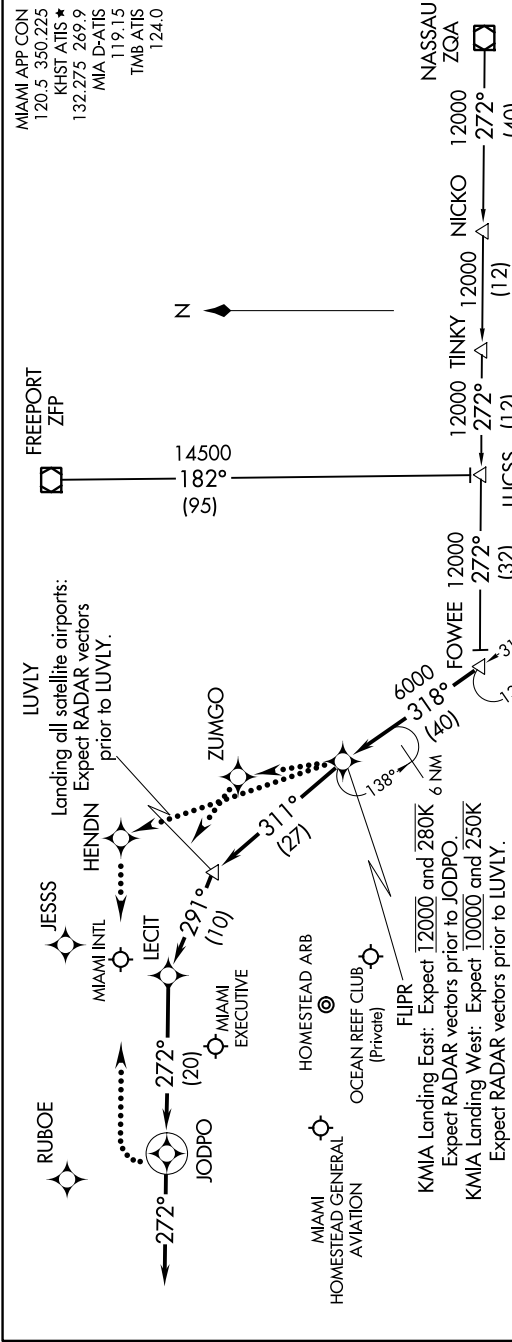 MIAMI APP CON
120.5 350.225
KHST ATIS ★
132.275 269.9
MIA D-ATIS
119.15
TMB ATIS
124.0
FREEPORT
ZFP
14500
182°
(95)
N
NASSAU
ZQA
12000
272°
(40)
NICKO
12000
(12)
TINKY
12000
272°
(12)
LUCSS
12000
272°
(32)
FOWEE
6000
318°
(40)
138°
6 NM
LUVLY
Landing all satellite airports:
Expect RADAR vectors
prior to LUVLY.
ZUMGO
HENDN
JESSS
MIAMI INTL
311°
(27)
291°
(10)
LECIT
MIAMI
EXECUTIVE
272°
(20)
RUBOE
JODPO
272°
HOMESTEAD ARB
OCEAN REEF CLUB
(Private)
MIAMI
HOMESTEAD GENERAL
AVIATION
FLIPR
KMIA Landing East: Expect 12000 and 280K
Expect RADAR vectors prior to JODPO.
KMIA Landing West: Expect 10000 and 250K
Expect RADAR vectors prior to LUVLY.